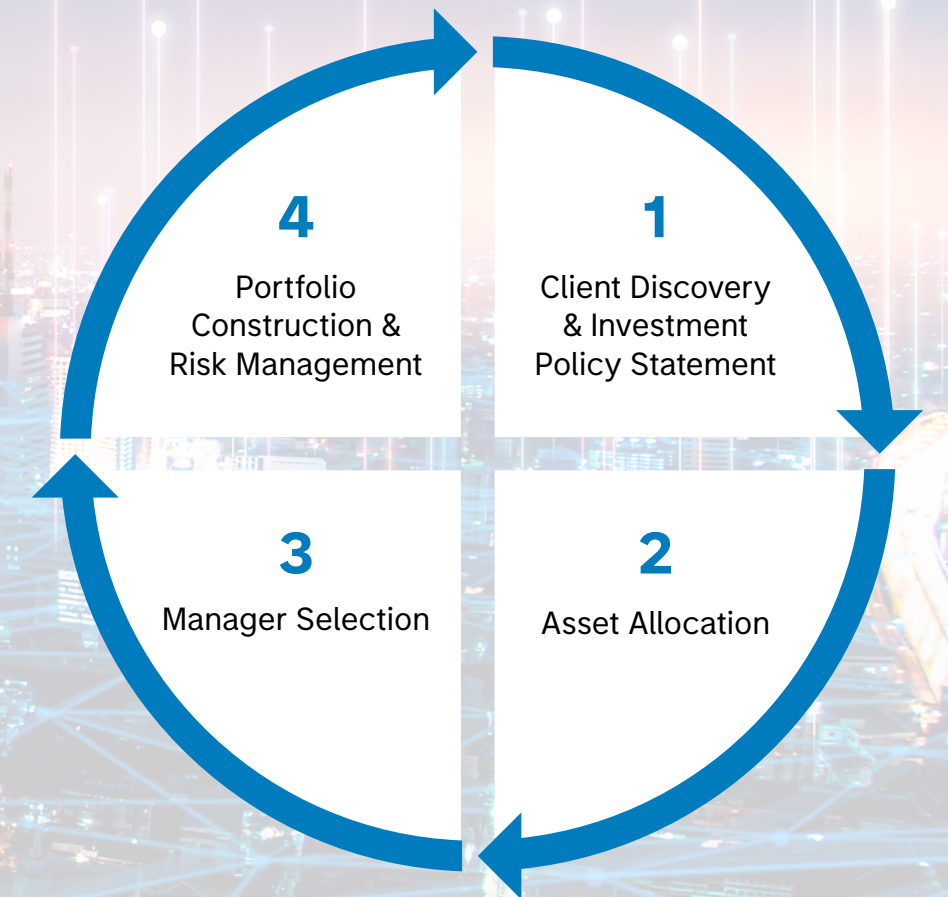 4
Portfolio
Construction &
Risk Management
1
Client Discovery
& Investment
Policy Statement
3
Manager Selection
2
Asset Allocation